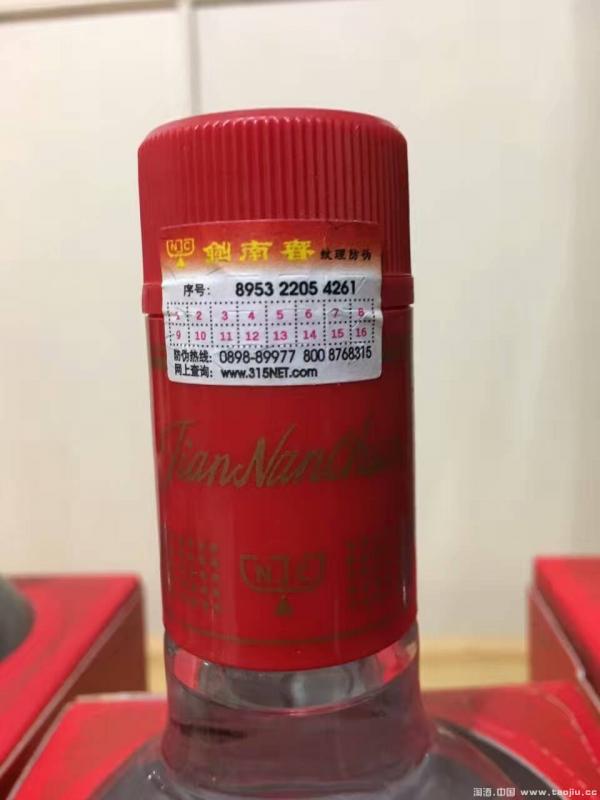 NC 剑南春 纹理防伪
序号: 8953 2205 4261
1 2 3 4 5 6 7 8
9 10 11 12 13 14 15 16
防伪热线: 0898-89977 800 8768315
网上查询: www.315NET.com
JianNanChun
NC
淘酒.中国 www.taojiu.cc